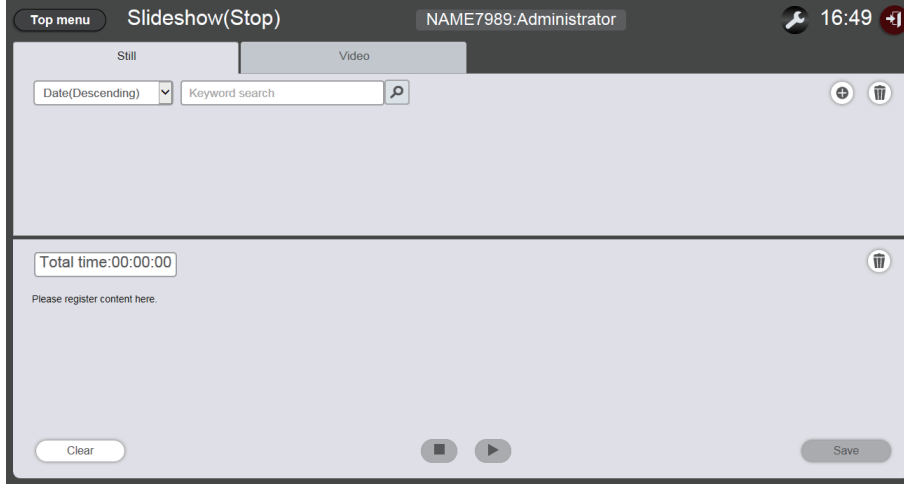 Top menu Slideshow(Stop) NAME7989:Administrator 16:49
Still Video
Date(Descending) Keyword search
Total time:00:00:00
Please register content here.
Clear Save